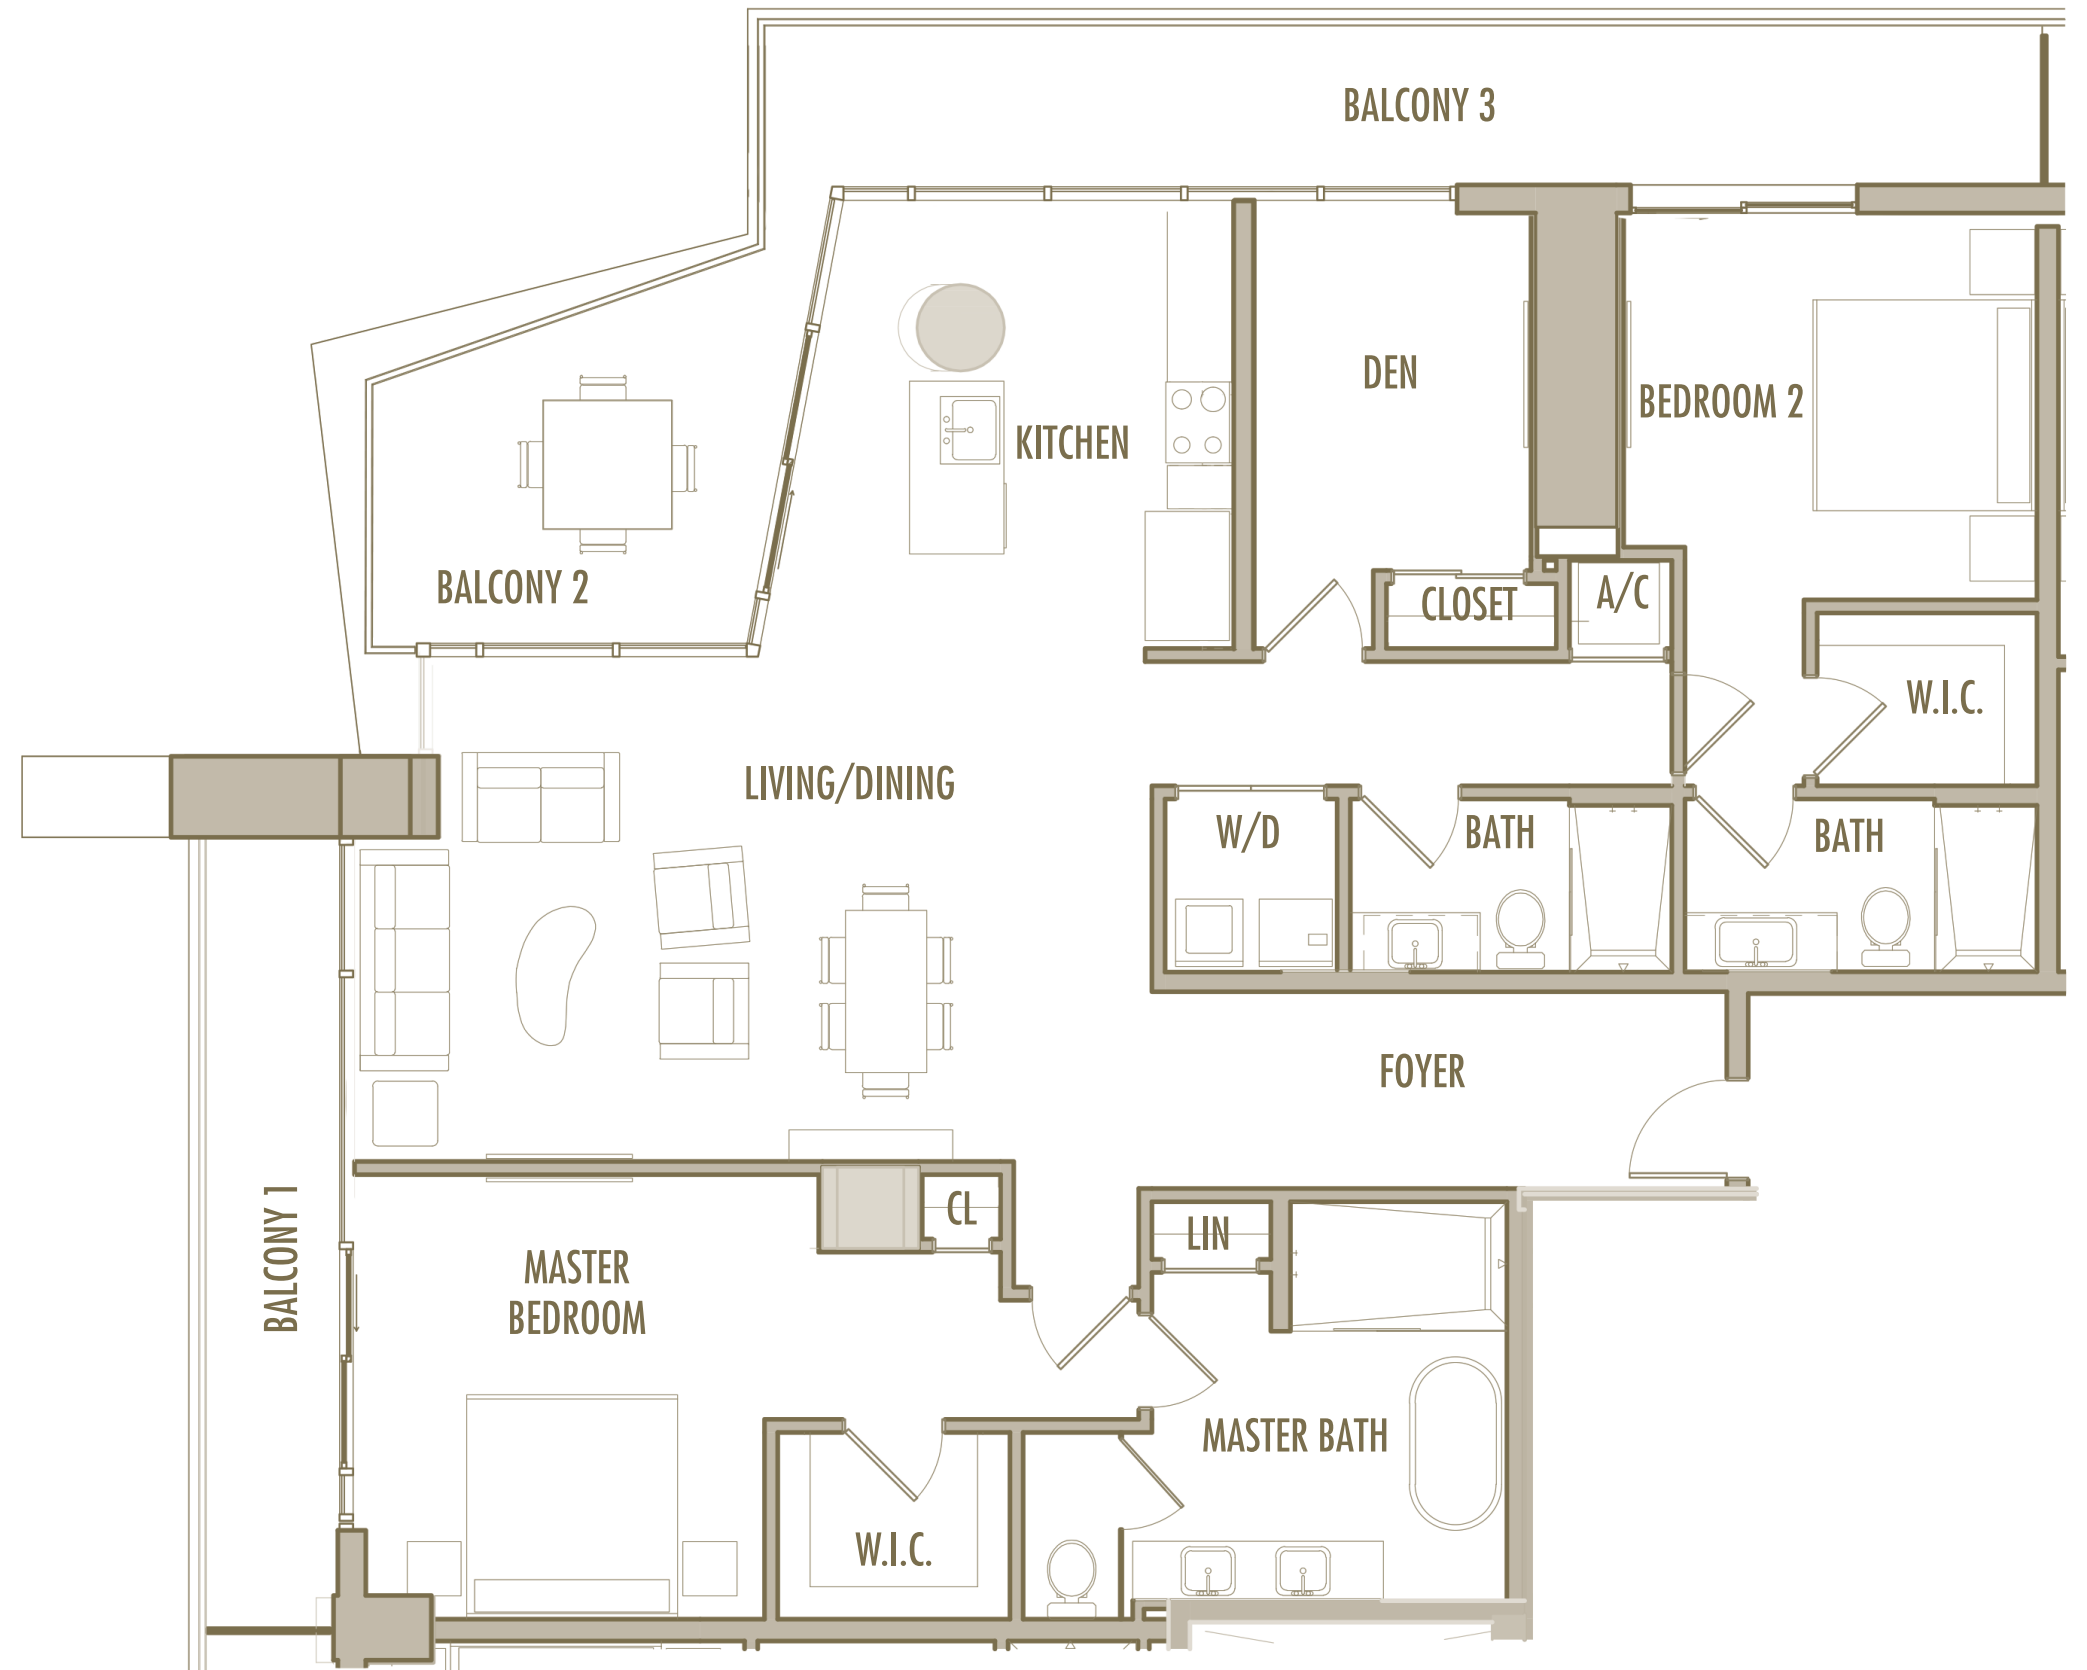 BALCONY 3
DEN
BEDROOM 2
KITCHEN
BALCONY 2
CLOSET
A/C
W.I.C.
LIVING/DINING
W/D
BATH
BATH
FOYER
BALCONY 1
CL
LIN
MASTER
BEDROOM
MASTER BATH
W.I.C.